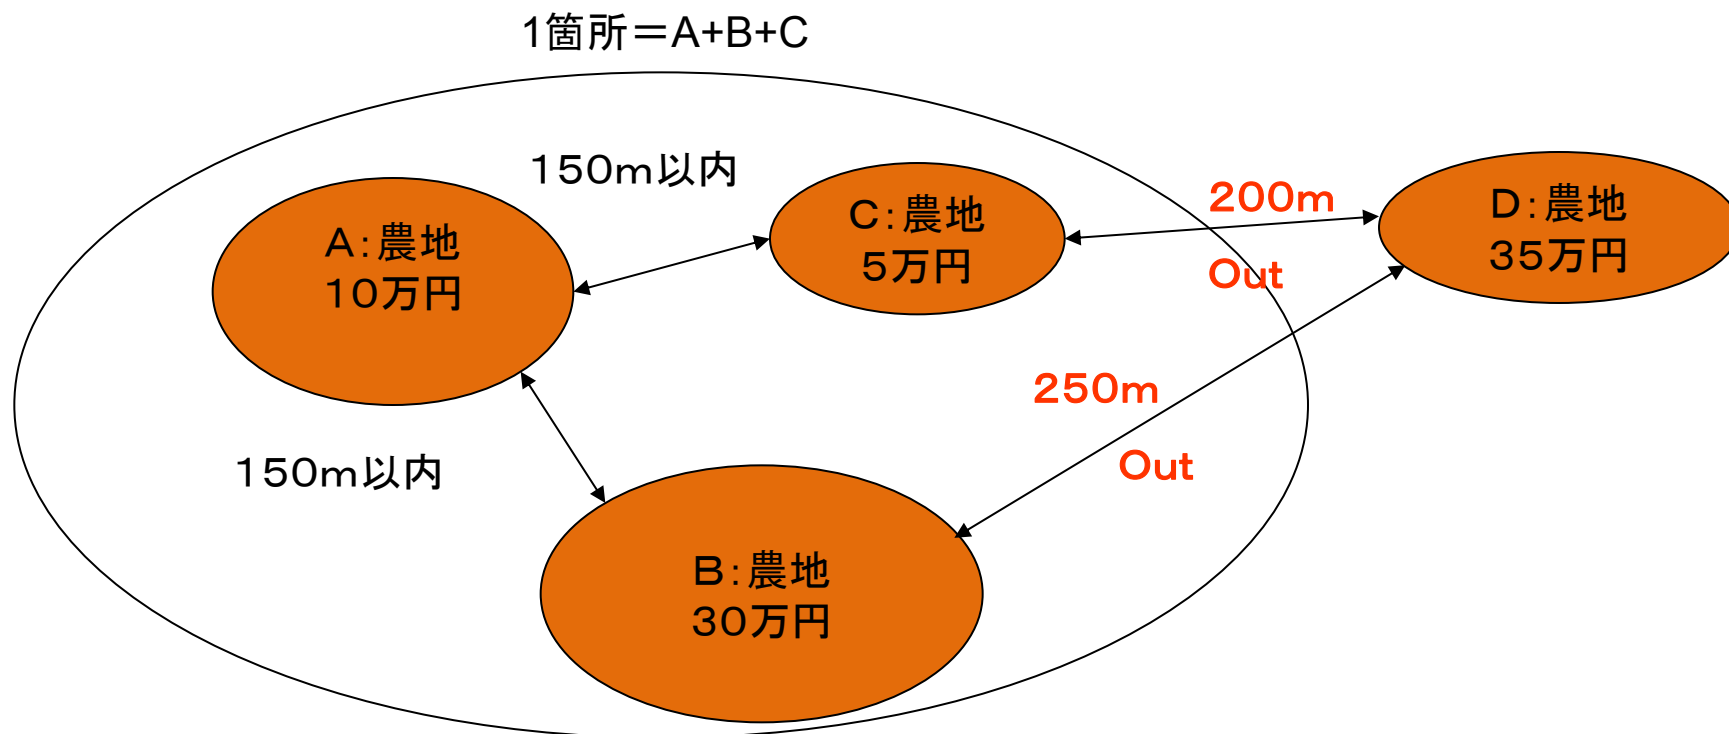 1箇所＝A+B+C
150m以内
A：農地
10万円
C：農地
5万円
200m
Out
D：農地
35万円
250m
Out
150m以内
B：農地
30万円